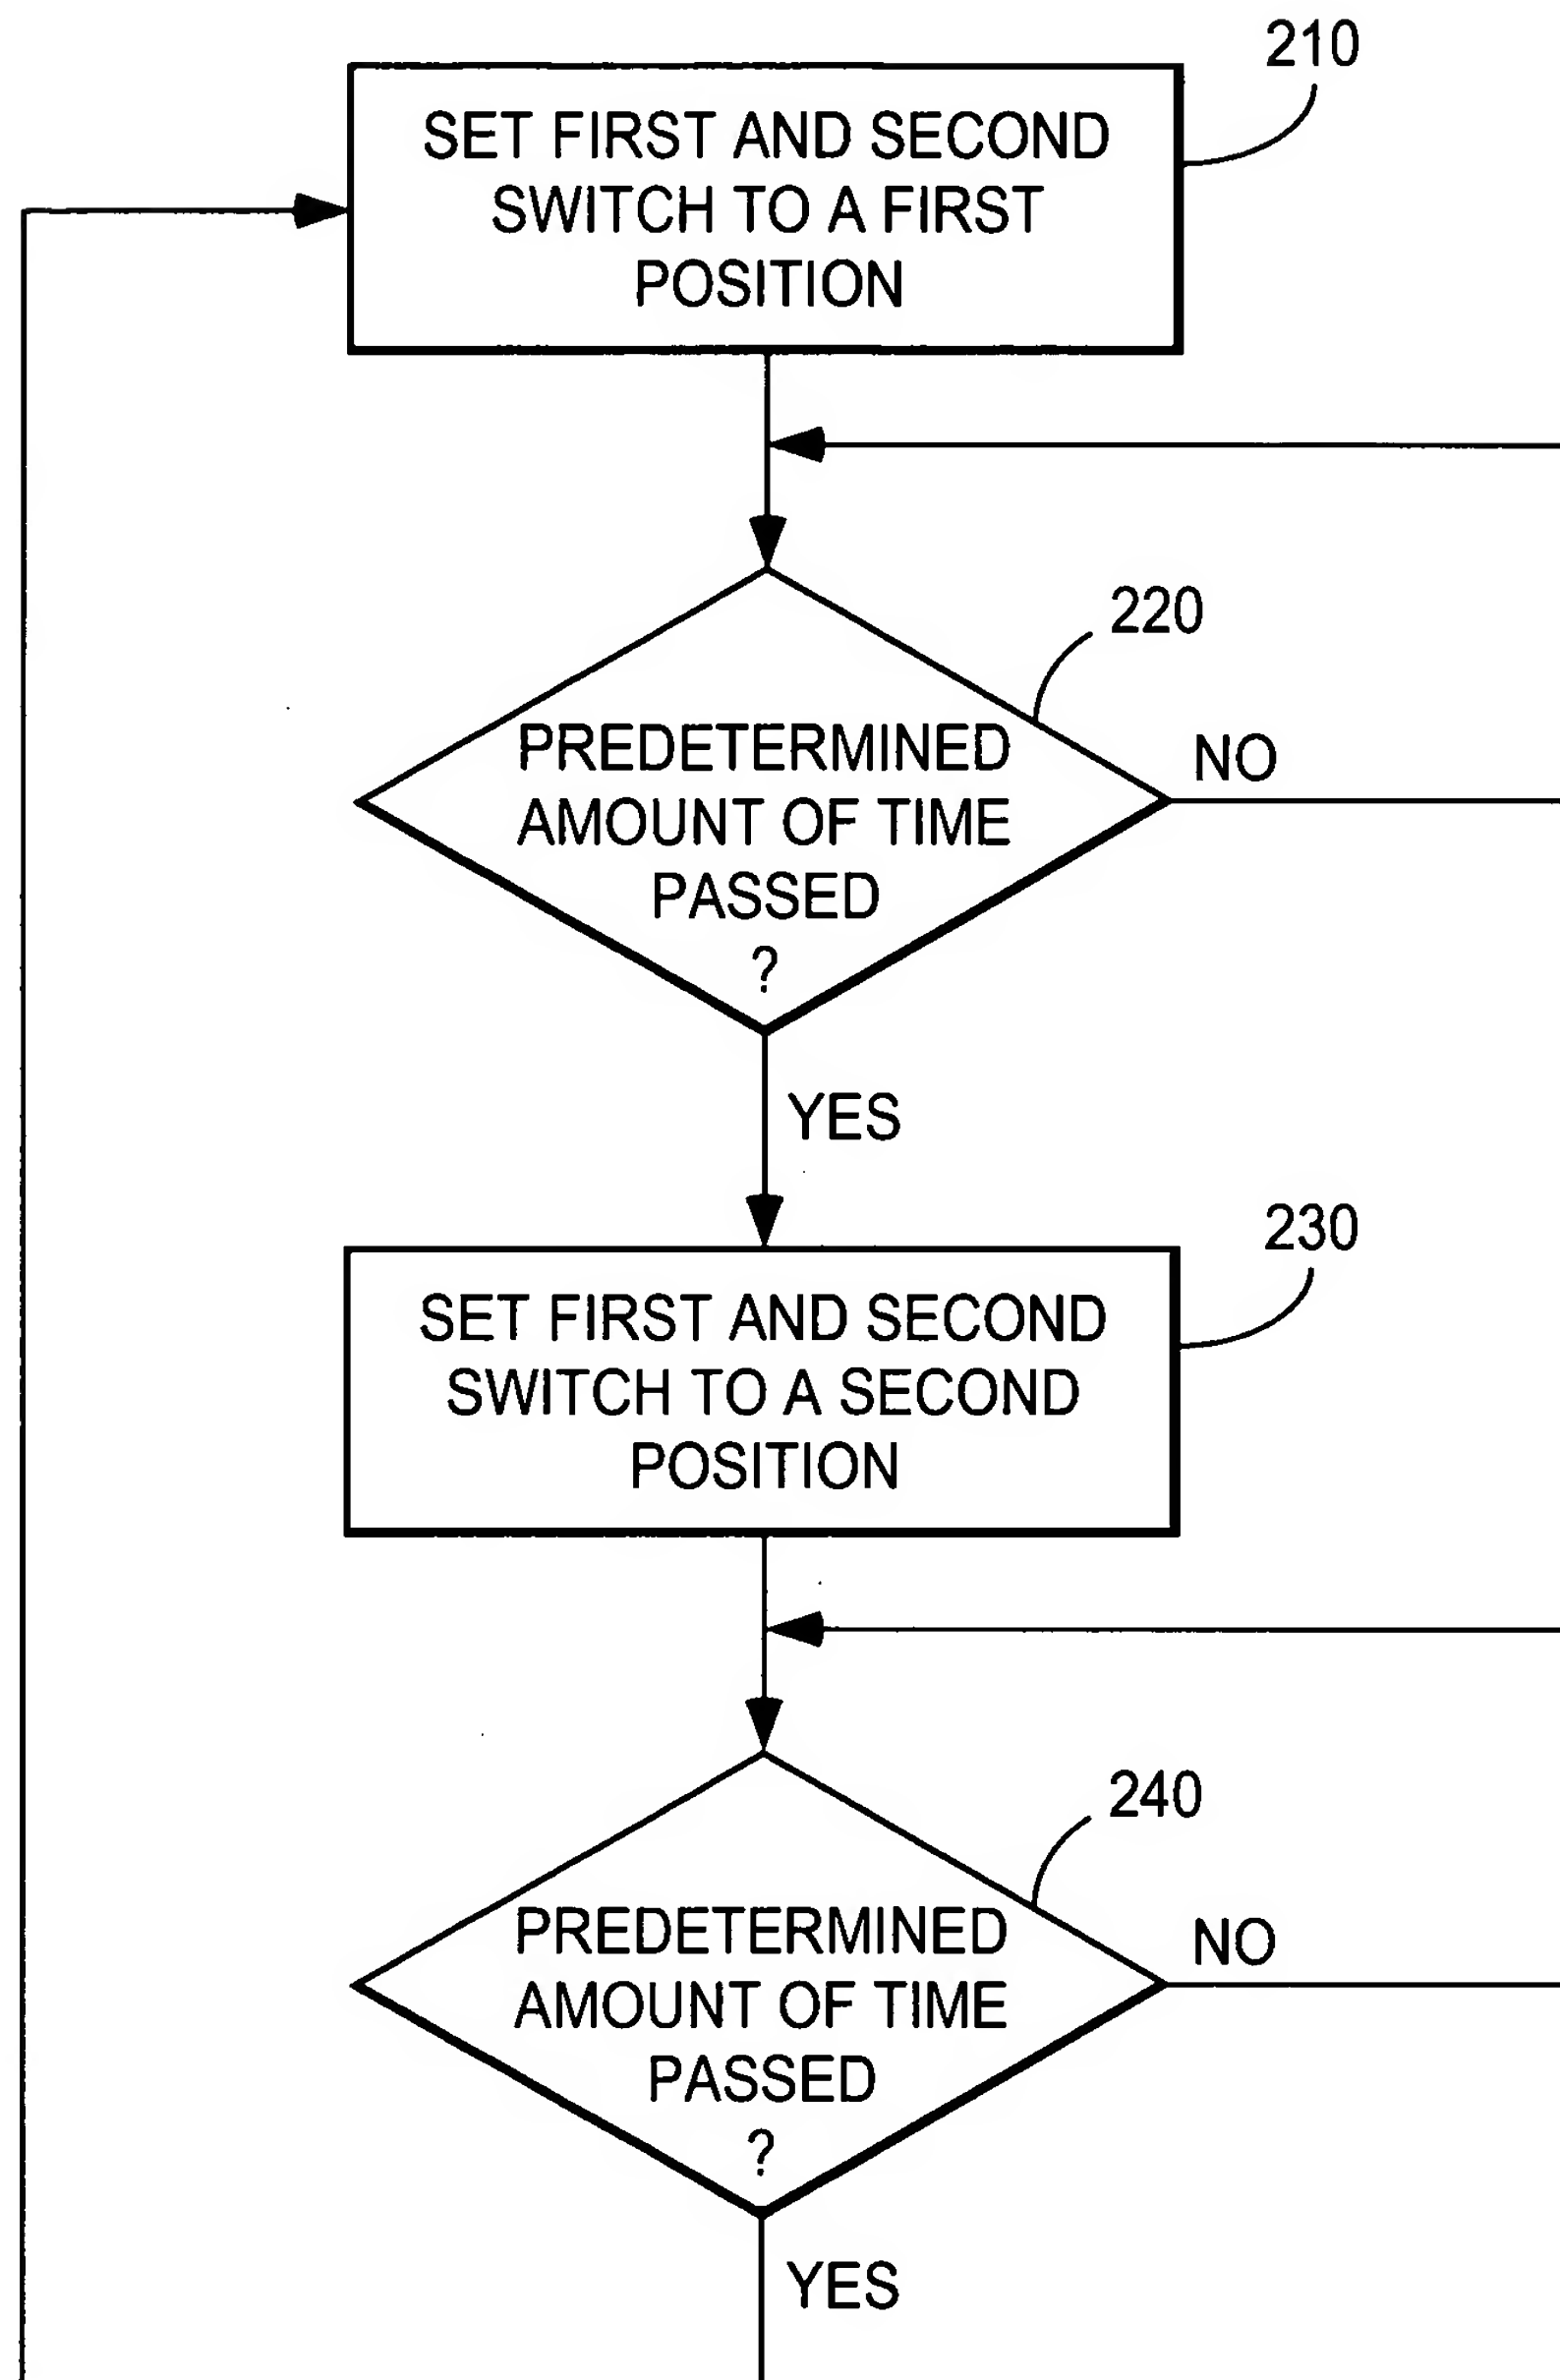 210
SET FIRST AND SECOND
SWITCH TO A FIRST
POSITION
220
PREDETERMINED
AMOUNT OF TIME
PASSED
?
NO
YES
230
SET FIRST AND SECOND
SWITCH TO A SECOND
POSITION
240
PREDETERMINED
AMOUNT OF TIME
PASSED
?
NO
YES